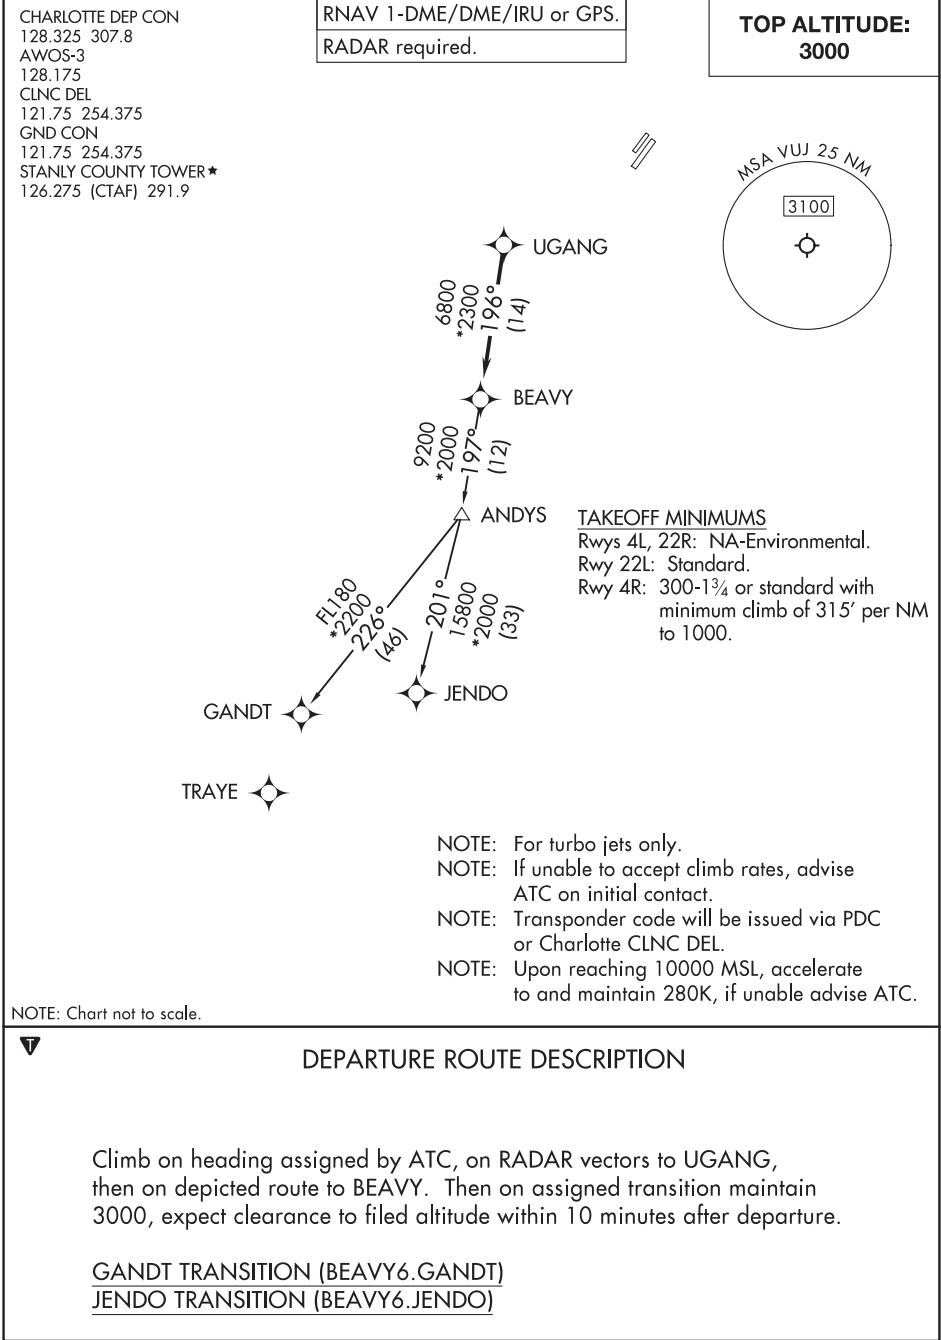 CHARLOTTE DEP CON
128.325 307.8
AWOS-3
128.175
CLNC DEL
121.75 254.375
GND CON
121.75 254.375
STANLY COUNTY TOWER★
126.275 (CTAF) 291.9
RNAV 1-DME/DME/IRU or GPS.
RADAR required.
TOP ALTITUDE:
3000
MSA VUJ 25 NM
3100
UGANG
6800
*2300
196°
(14)
BEAVY
9200
*2000
197°
(12)
ANDYS
FL180
*2200
226°
(46)
201°
15800
*2000
(33)
GANDT
JENDO
TRAYE
TAKEOFF MINIMUMS
Rwys 4L, 22R: NA-Environmental.
Rwy 22L: Standard.
Rwy 4R: 300-1¾ or standard with
minimum climb of 315' per NM
to 1000.
NOTE: For turbo jets only.
NOTE: If unable to accept climb rates, advise
ATC on initial contact.
NOTE: Transponder code will be issued via PDC
or Charlotte CLNC DEL.
NOTE: Upon reaching 10000 MSL, accelerate
to and maintain 280K, if unable advise ATC.
NOTE: Chart not to scale.
T
DEPARTURE ROUTE DESCRIPTION
Climb on heading assigned by ATC, on RADAR vectors to UGANG,
then on depicted route to BEAVY. Then on assigned transition maintain
3000, expect clearance to filed altitude within 10 minutes after departure.
GANDT TRANSITION (BEAVY6.GANDT)
JENDO TRANSITION (BEAVY6.JENDO)